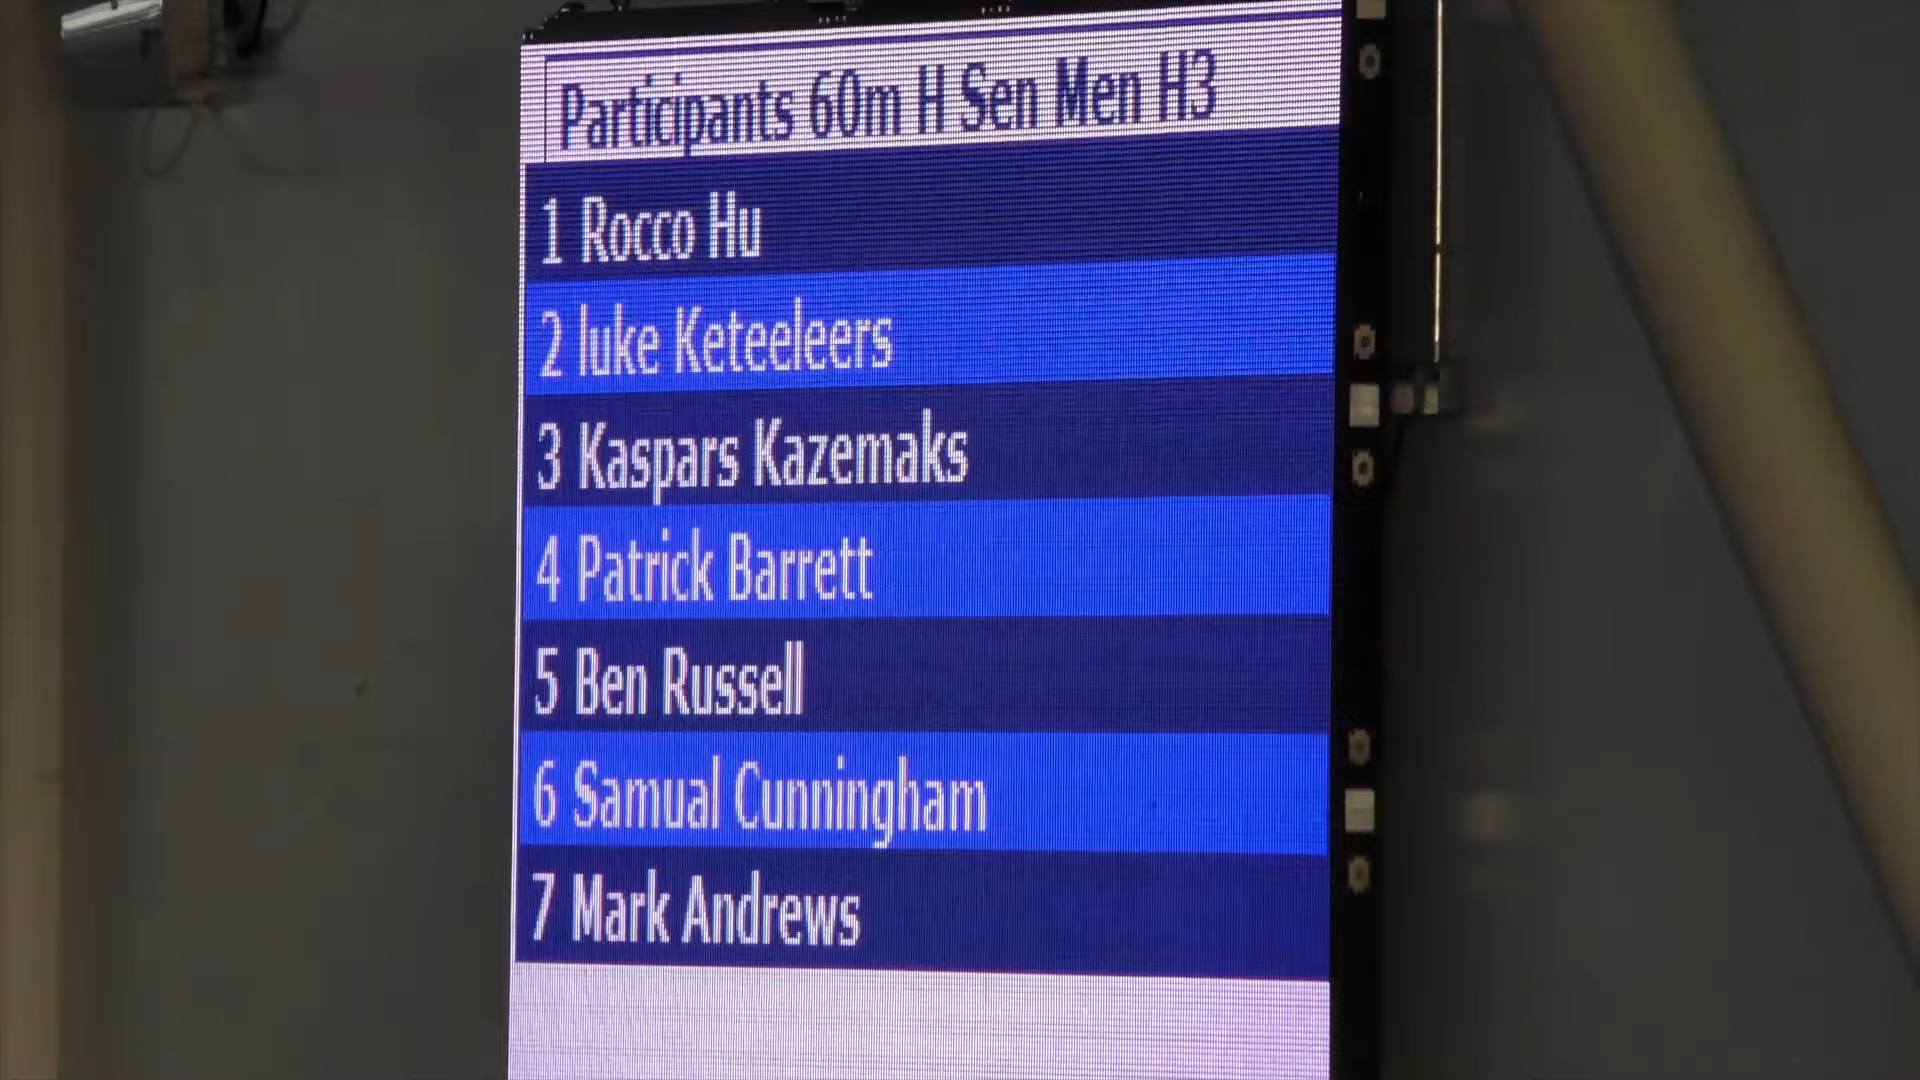 Participants 60m H Sen Men H3
1 Rocco Hu
2 luke Keteeleers
3 Kaspars Kazemaks
4 Patrick Barrett
5 Ben Russell
6 Samual Cunningham
7 Mark Andrews